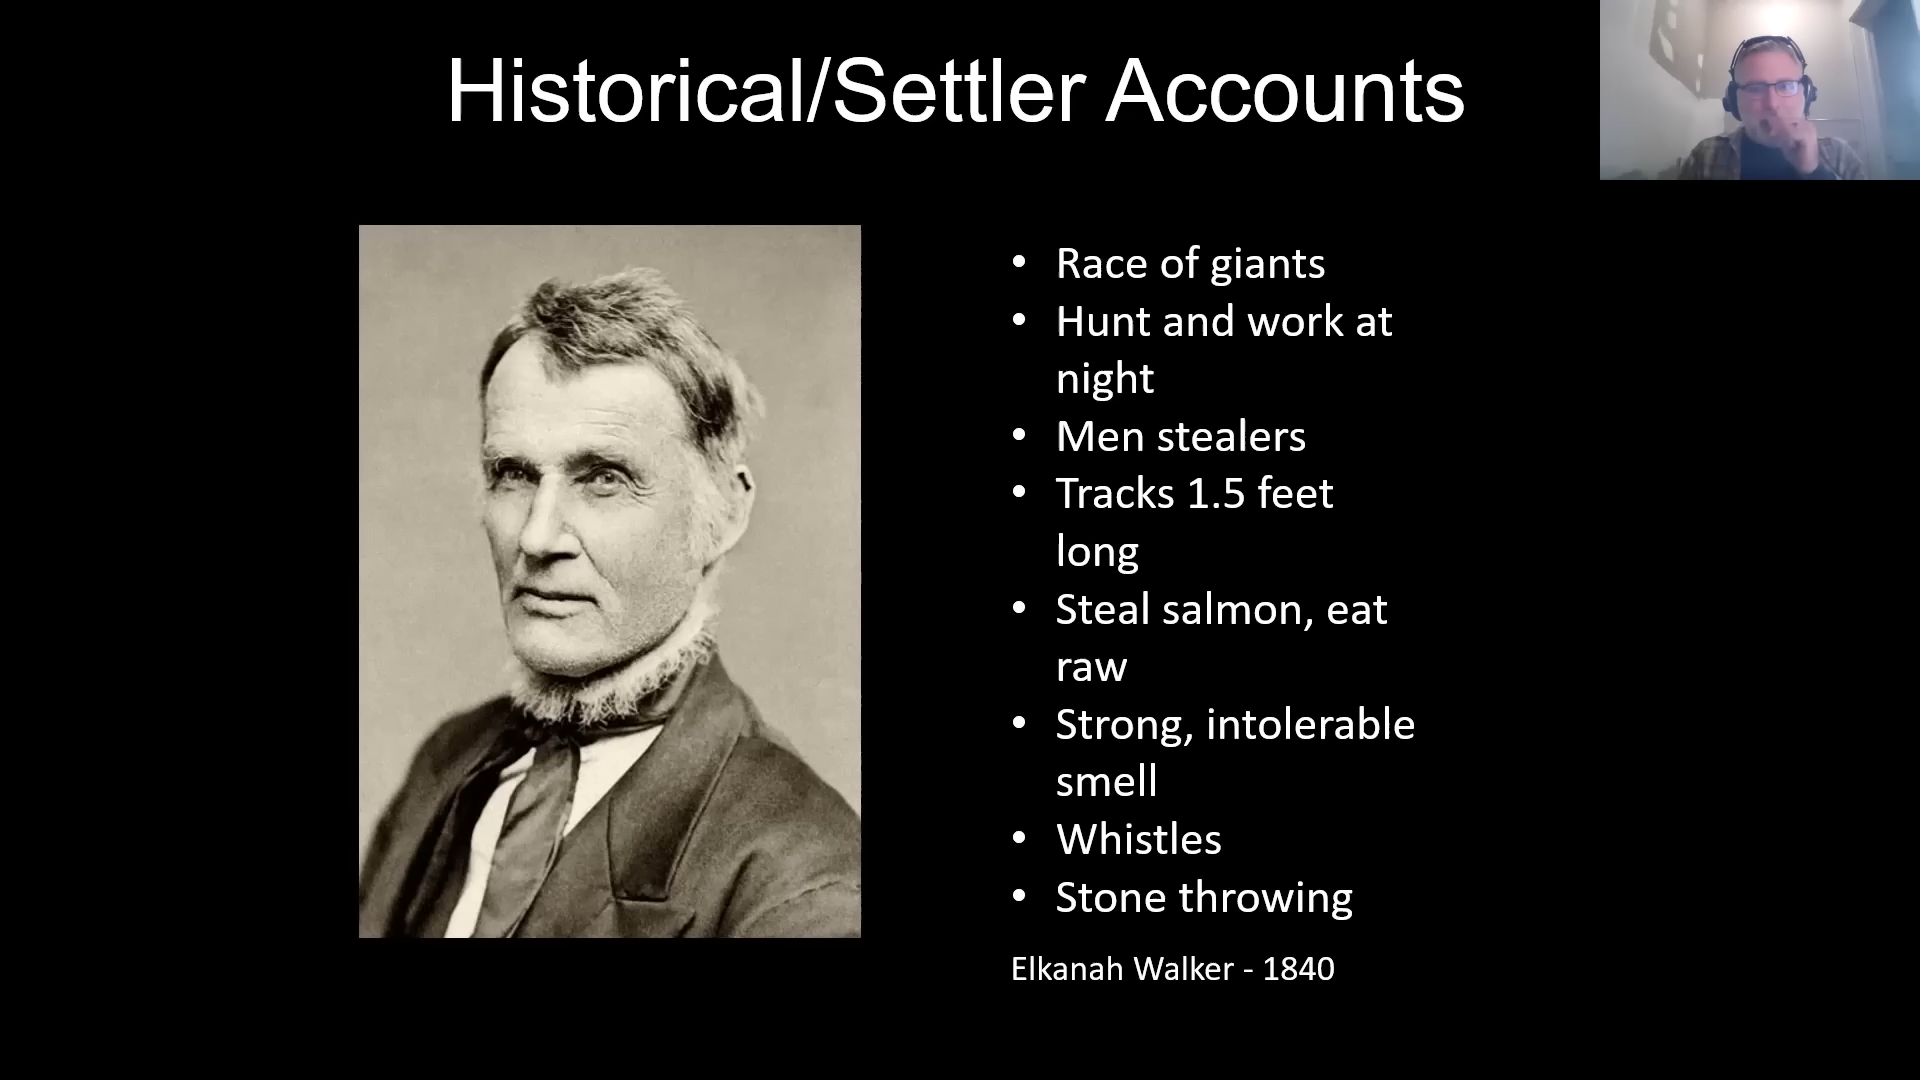 Historical/Settler Accounts
• Race of giants
• Hunt and work at
night
• Men stealers
• Tracks 1.5 feet
long
• Steal salmon, eat
raw
• Strong, intolerable
smell
• Whistles
• Stone throwing
Elkanah Walker - 1840